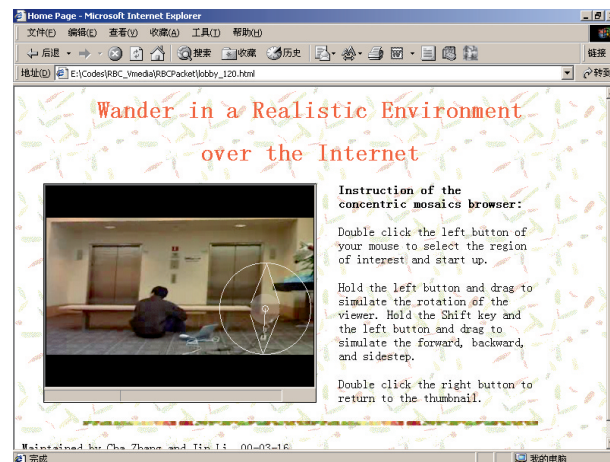 Home Page - Microsoft Internet Explorer
文件(F) 编辑(E) 查看(V) 收藏(A) 工具(T) 帮助(H)
后退 搜索 收藏 历史 链接
地址(D) E:\Codes\RBC_Vmedia\RBCPacket\lobby_120.html 转到
Wander in a Realistic Environment
over the Internet
Instruction of the
concentric mosaics browser:
Double click the left button of
your mouse to select the region
of interest and start up.
Hold the left button and drag to
simulate the rotation of the
viewer. Hold the Shift key and
the left button and drag to
simulate the forward, backward,
and sidestep.
Double click the right button to
return to the thumbnail.
Maintained by Cha Zhang and Jin Li, 00-03-16
完成 我的电脑